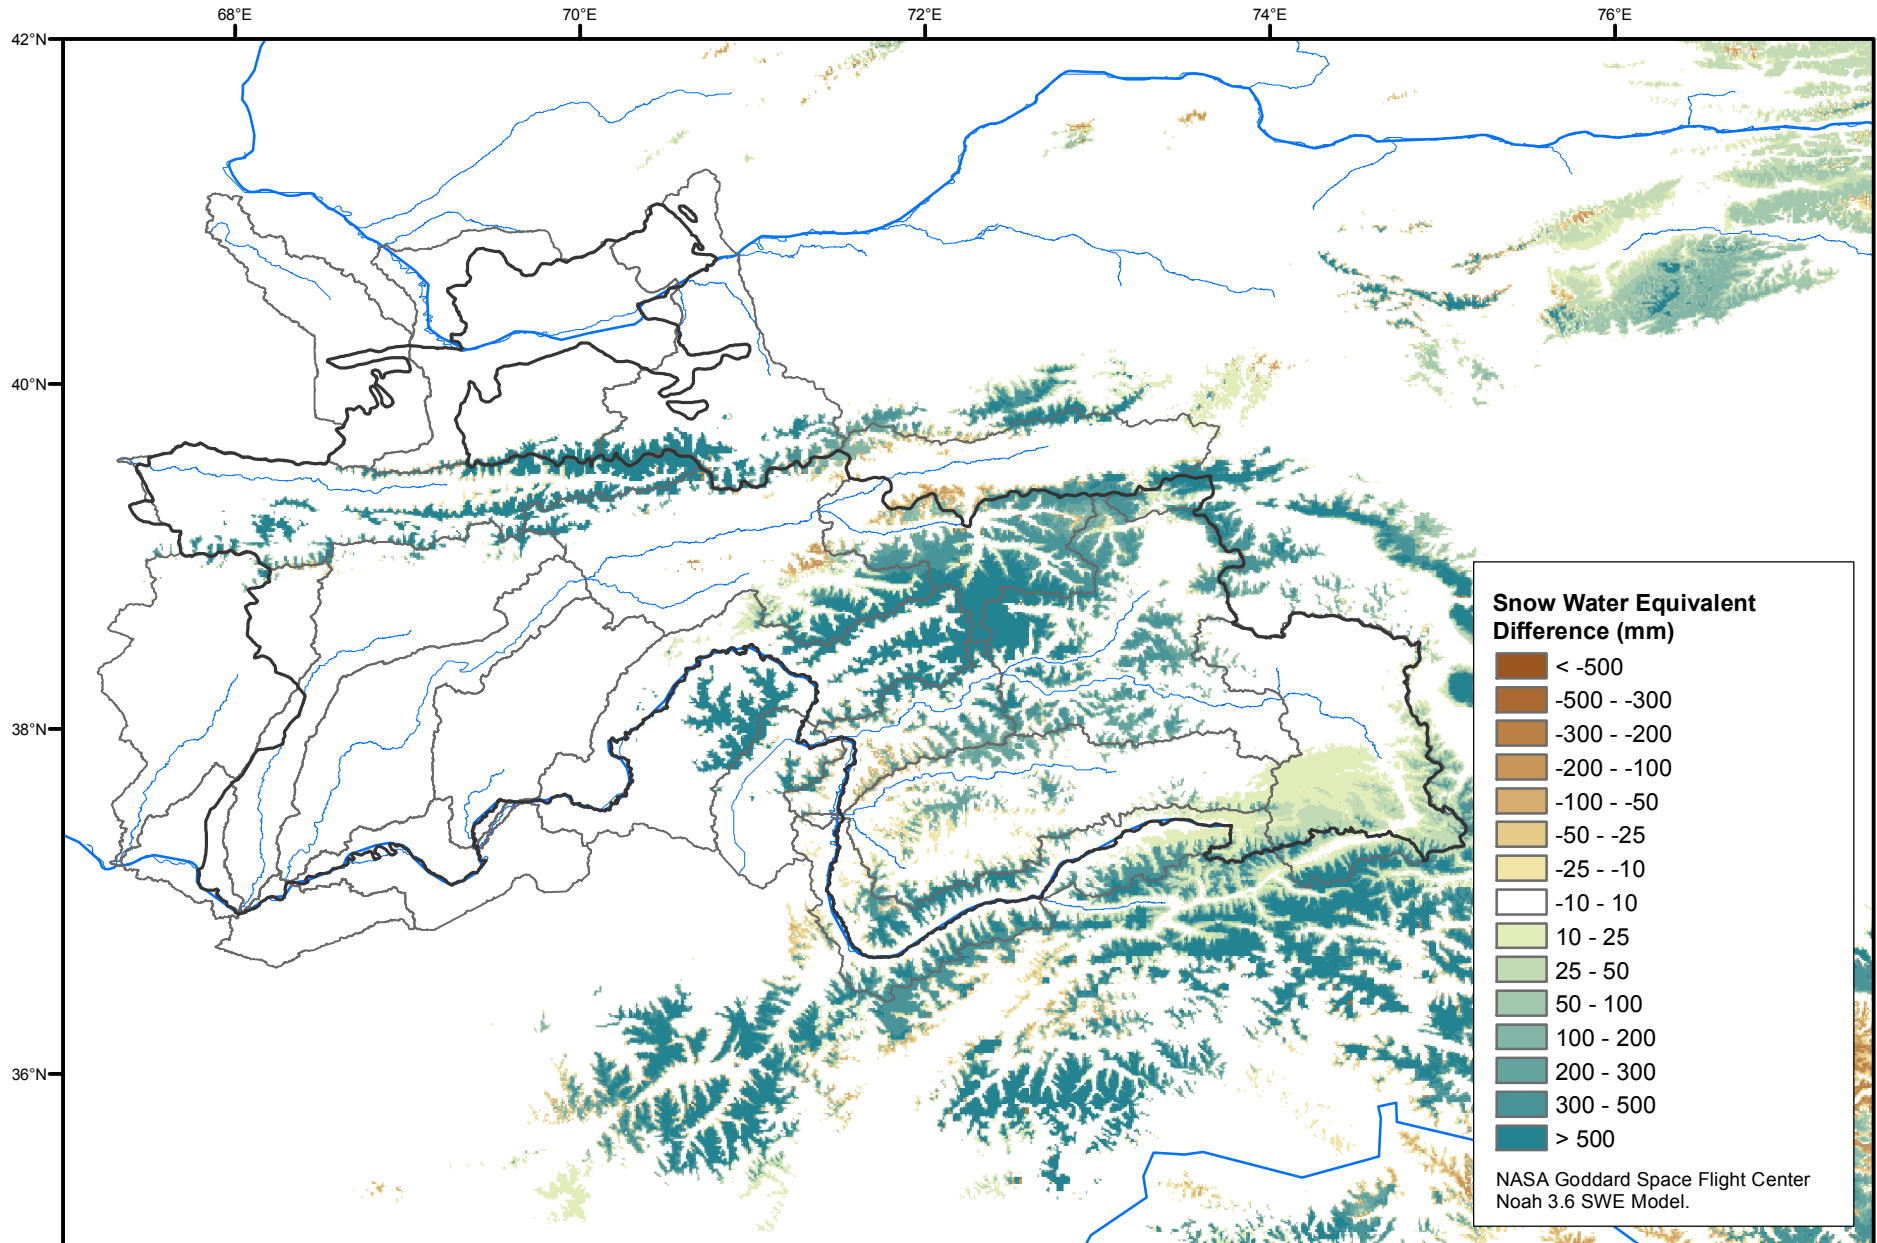 68°E 70°E 72°E 74°E 76°E
42°N
40°N
38°N
36°N
Snow Water Equivalent
Difference (mm)
< -500
-500 - -300
-300 - -200
-200 - -100
-100 - -50
-50 - -25
-25 - -10
-10 - 10
10 - 25
25 - 50
50 - 100
100 - 200
200 - 300
300 - 500
> 500
NASA Goddard Space Flight Center
Noah 3.6 SWE Model.